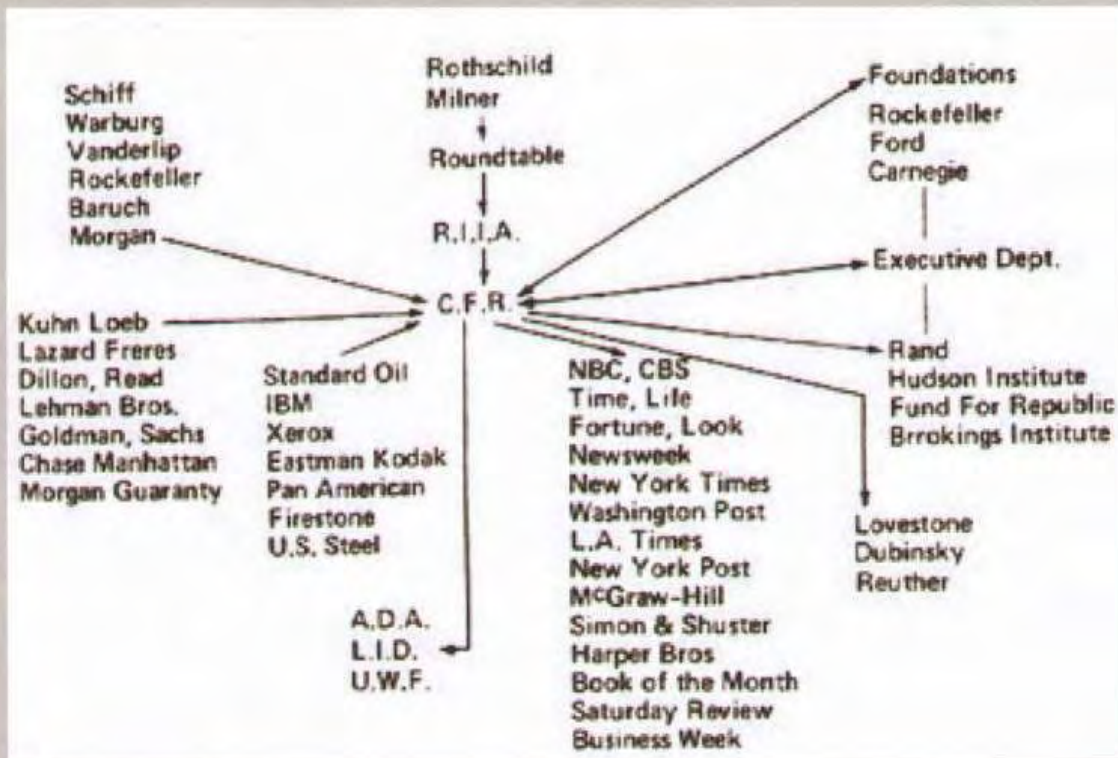 Rothschild
Milner
Roundtable
R.I.I.A.
C.F.R.
Schiff
Warburg
Vanderlip
Rockefeller
Baruch
Morgan
Kuhn Loeb
Lazard Freres
Dillon, Read
Lehman Bros.
Goldman, Sachs
Chase Manhattan
Morgan Guaranty
Standard Oil
IBM
Xerox
Eastman Kodak
Pan American
Firestone
U.S. Steel
A.D.A.
L.I.D.
U.W.F.
NBC, CBS
Time, Life
Fortune, Look
Newsweek
New York Times
Washington Post
L.A. Times
New York Post
McGraw-Hill
Simon & Shuster
Harper Bros
Book of the Month
Saturday Review
Business Week
Foundations
Rockefeller
Ford
Carnegie
Executive Dept.
Rand
Hudson Institute
Fund For Republic
Brrokings Institute
Lovestone
Dubinsky
Reuther